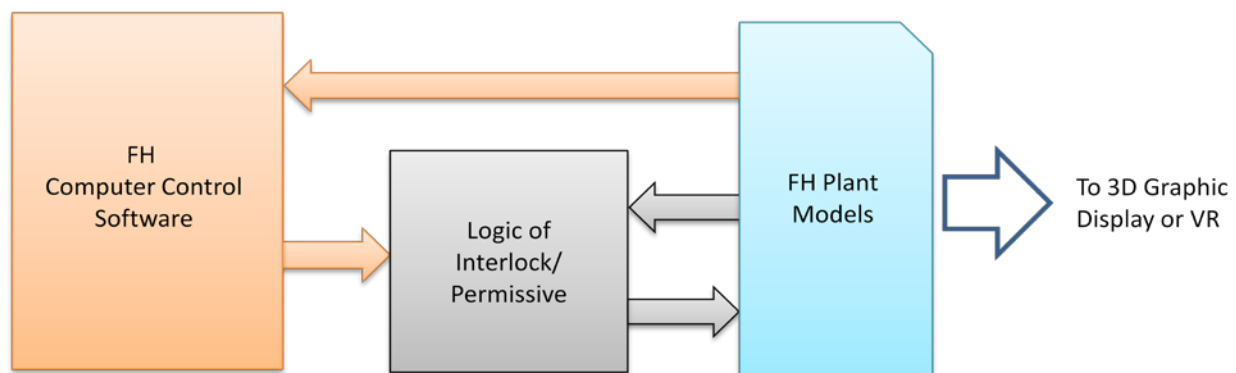 FH
Computer Control
Software
Logic of
Interlock/
Permissive
FH Plant
Models
To 3D Graphic
Display or VR